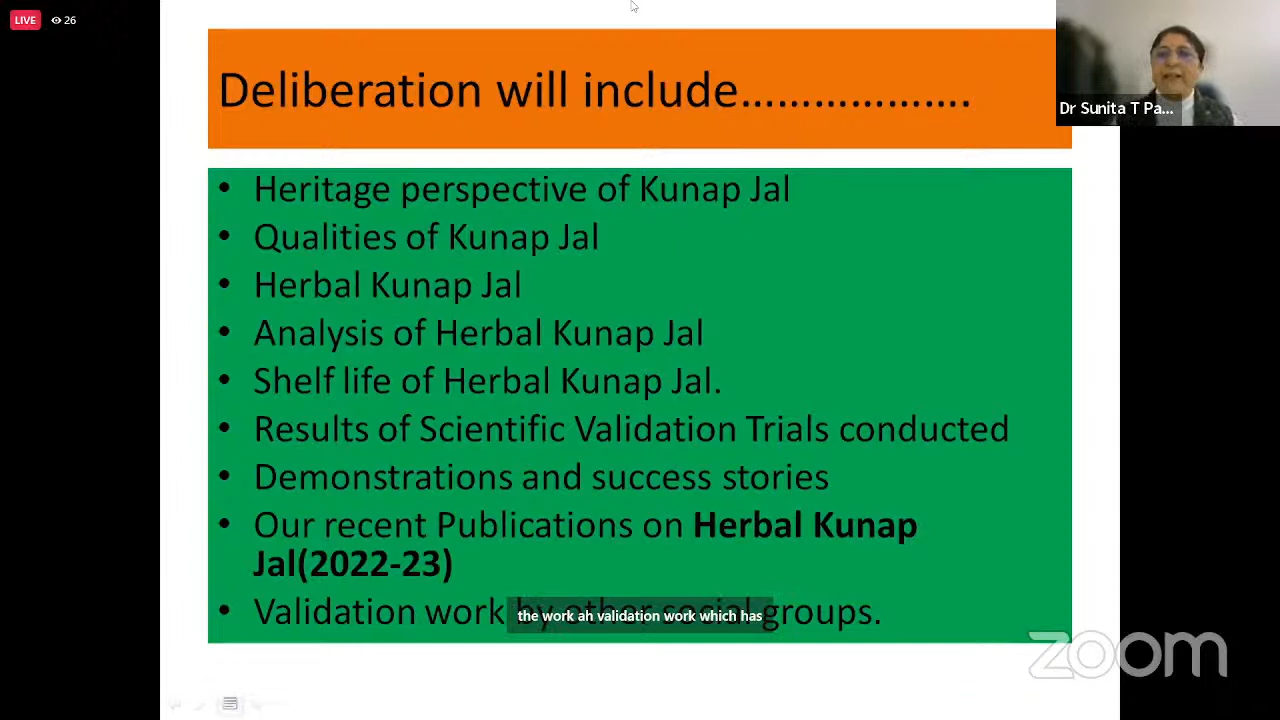 LIVE 26
Deliberation will include...................
Dr Sunita T Pa...
• Heritage perspective of Kunap Jal
• Qualities of Kunap Jal
• Herbal Kunap Jal
• Analysis of Herbal Kunap Jal
• Shelf life of Herbal Kunap Jal.
• Results of Scientific Validation Trials conducted
• Demonstrations and success stories
• Our recent Publications on Herbal Kunap
Jal(2022-23)
• Validation work by other social groups.
the work ah validation work which has
zoom